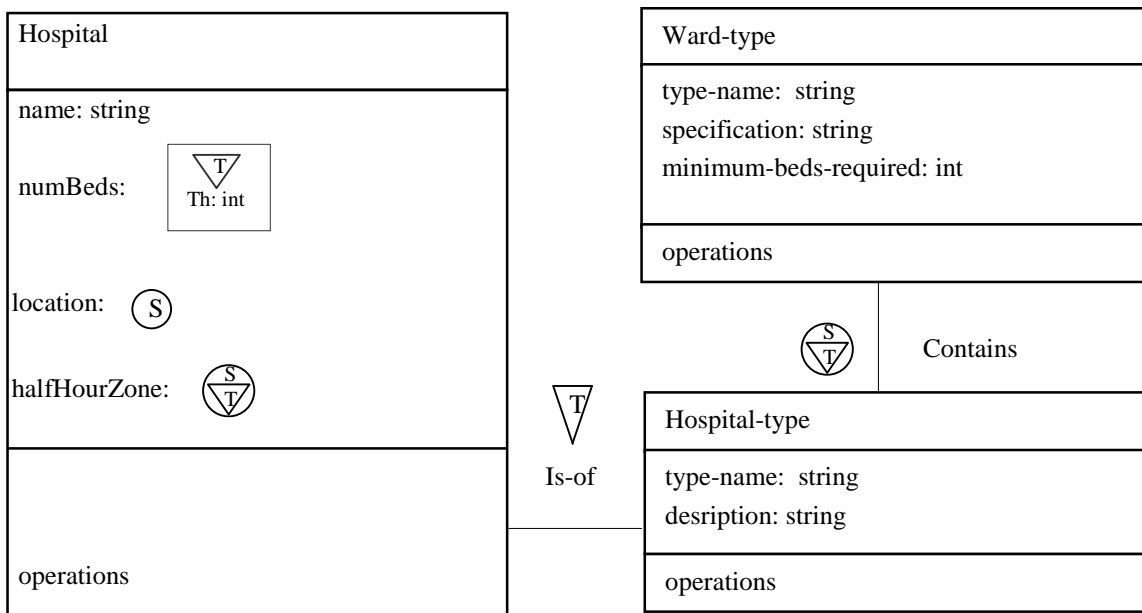 Hospital
name: string
numBeds:
T
Th: int
location:
S
halfHourZone:
S
T
operations
T
Is-of
Ward-type
type-name: string
specification: string
minimum-beds-required: int
operations
S
T
Contains
Hospital-type
type-name: string
desription: string
operations